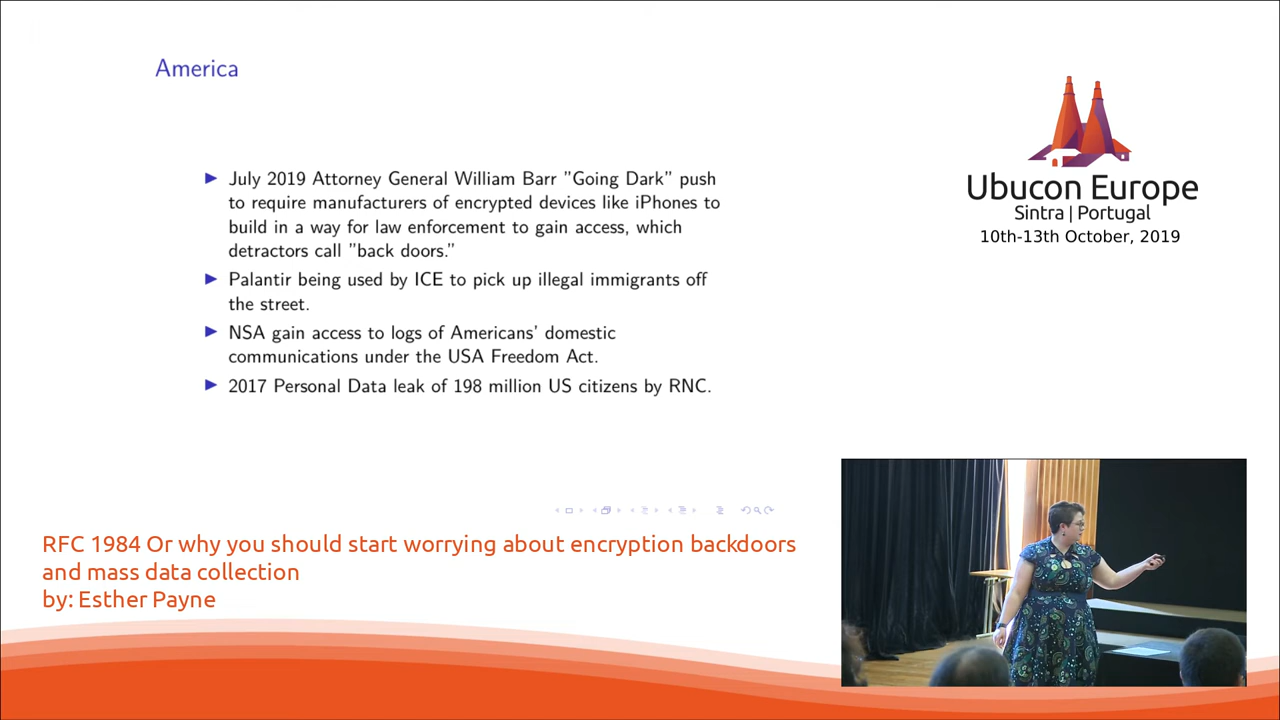 America
July 2019 Attorney General William Barr "Going Dark" push
to require manufacturers of encrypted devices like iPhones to
build in a way for law enforcement to gain access, which
detractors call "back doors."
Palantir being used by ICE to pick up illegal immigrants off
the street.
NSA gain access to logs of Americans' domestic
communications under the USA Freedom Act.
2017 Personal Data leak of 198 million US citizens by RNC.
Ubucon Europe
Sintra | Portugal
10th-13th October, 2019
RFC 1984 Or why you should start worrying about encryption backdoors
and mass data collection
by: Esther Payne